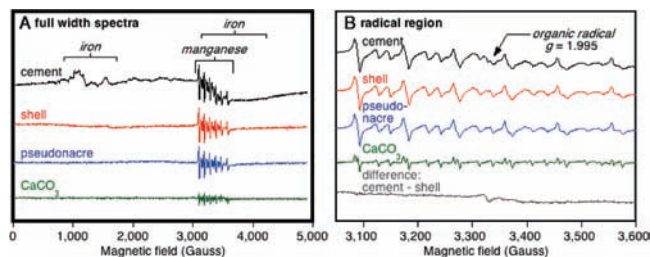 A full width spectra
iron
iron
manganese
cement
shell
pseudonacre
CaCO3
0 1,000 2,000 3,000 4,000 5,000
Magnetic field (Gauss)
B radical region
organic radical
g = 1.995
cement
shell
pseudo-
nacre
CaCO3
difference:
cement - shell
3,100 3,200 3,300 3,400 3,500 3,600
Magnetic field (Gauss)